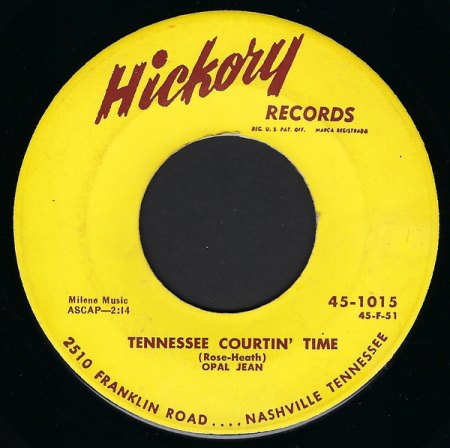 Hickory
RECORDS
REG. U. S. PAT. OFF. MARCA REGISTRADA
Milene Music
ASCAP—2:14
45-1015
45-F-51
TENNESSEE COURTIN' TIME
(Rose-Heath)
OPAL JEAN
2510 FRANKLIN ROAD....NASHVILLE TENNESSEE